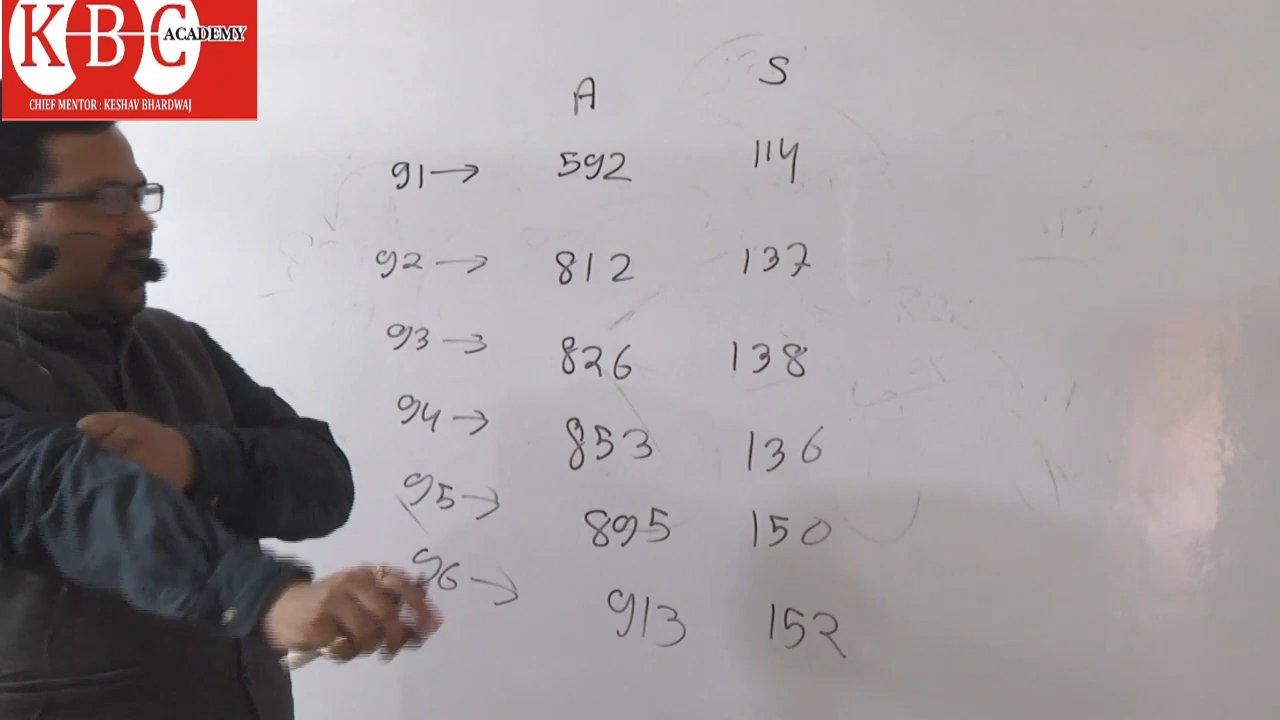 KBC ACADEMY
CHIEF MENTOR : KESHAV BHARDWAJ
A S
91→ 592 114
92→ 812 137
93→ 826 138
94→ 853 136
95→ 895 150
96→ 913 152